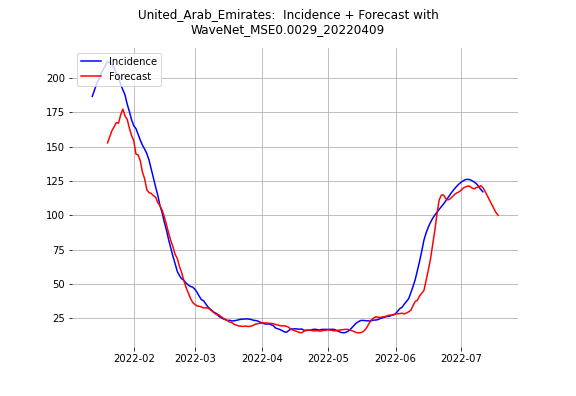 United_Arab_Emirates:  Incidence + Forecast with
WaveNet_MSE0.0029_20220409
Incidence
Forecast
200
175
150
125
100
75
50
25
2022-02 2022-03 2022-04 2022-05 2022-06 2022-07